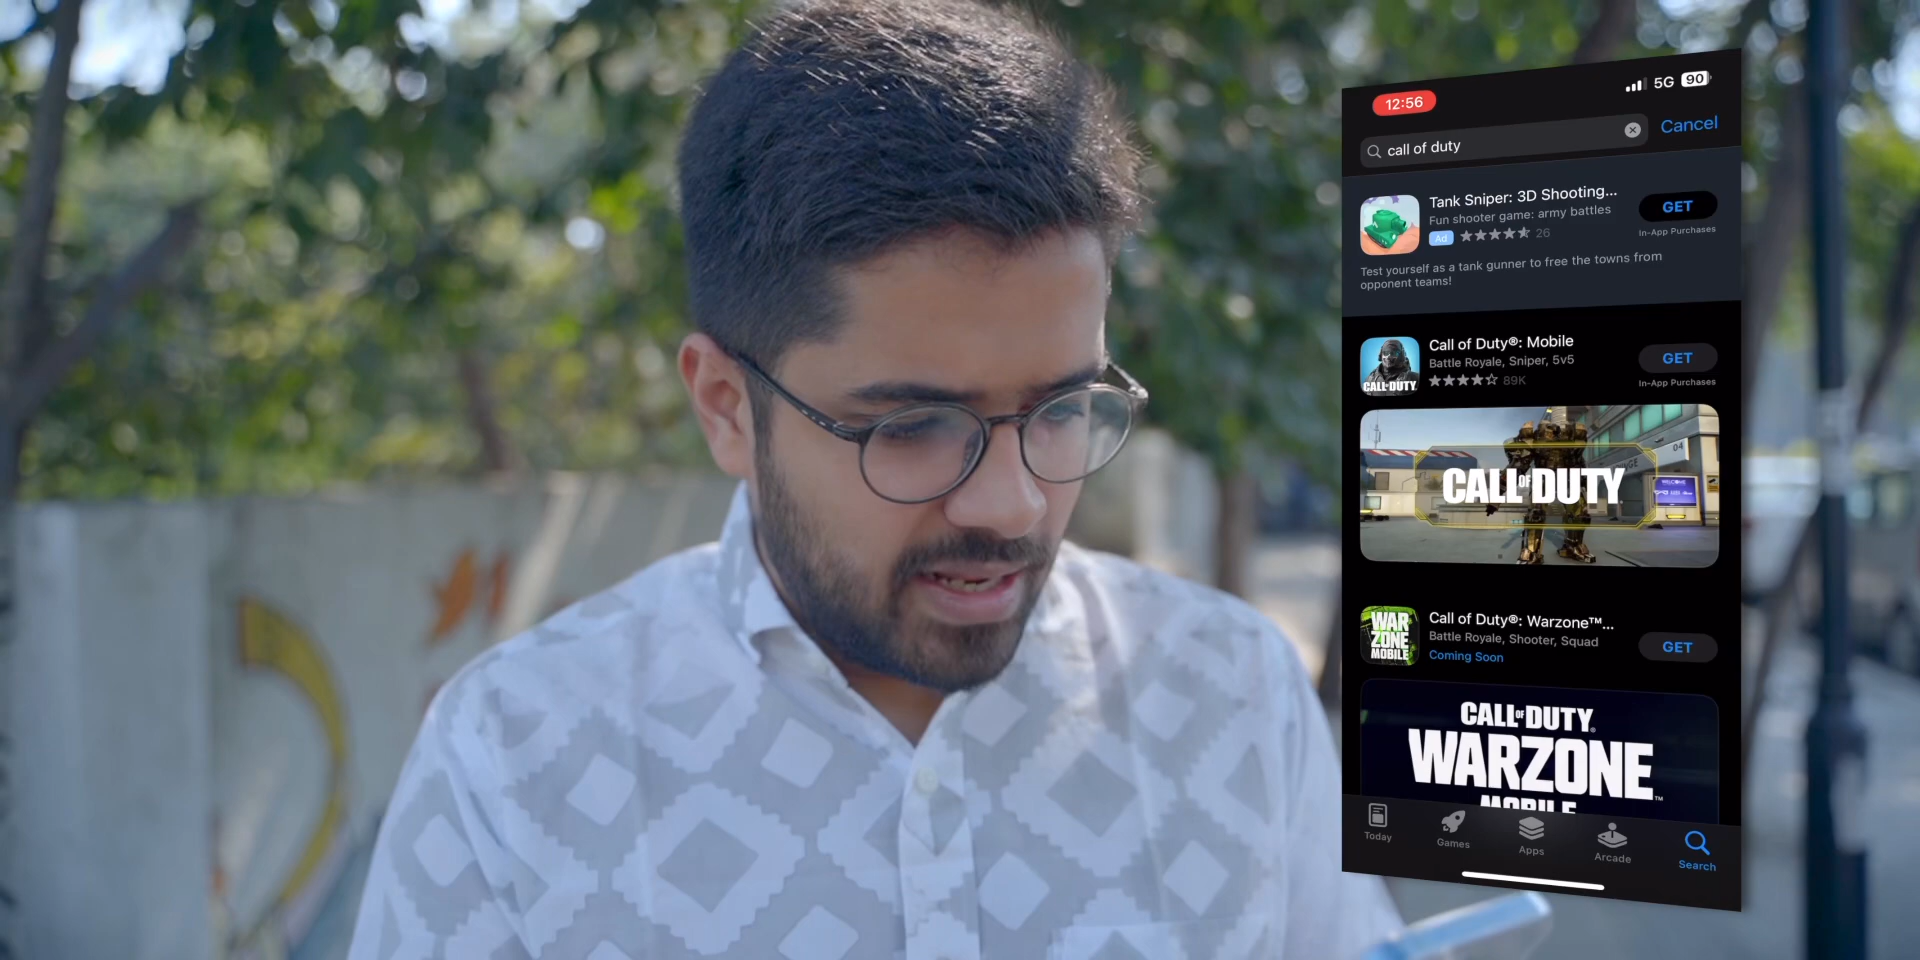 12:56
5G 90
call of duty
Cancel
Tank Sniper: 3D Shooting...
Fun shooter game: army battles
Ad 26
GET
In-App Purchases
Test yourself as a tank gunner to free the towns from
opponent teams!
Call of Duty®: Mobile
Battle Royale, Sniper, 5v5
89K
GET
In-App Purchases
CALL OF DUTY
04
WELCOME
CALL OF DUTY
Call of Duty®: Warzone™...
Battle Royale, Shooter, Squad
Coming Soon
GET
WAR
ZONE
MOBILE
CALL OF DUTY®
WARZONE™
MOBILE
Today
Games
Apps
Arcade
Search